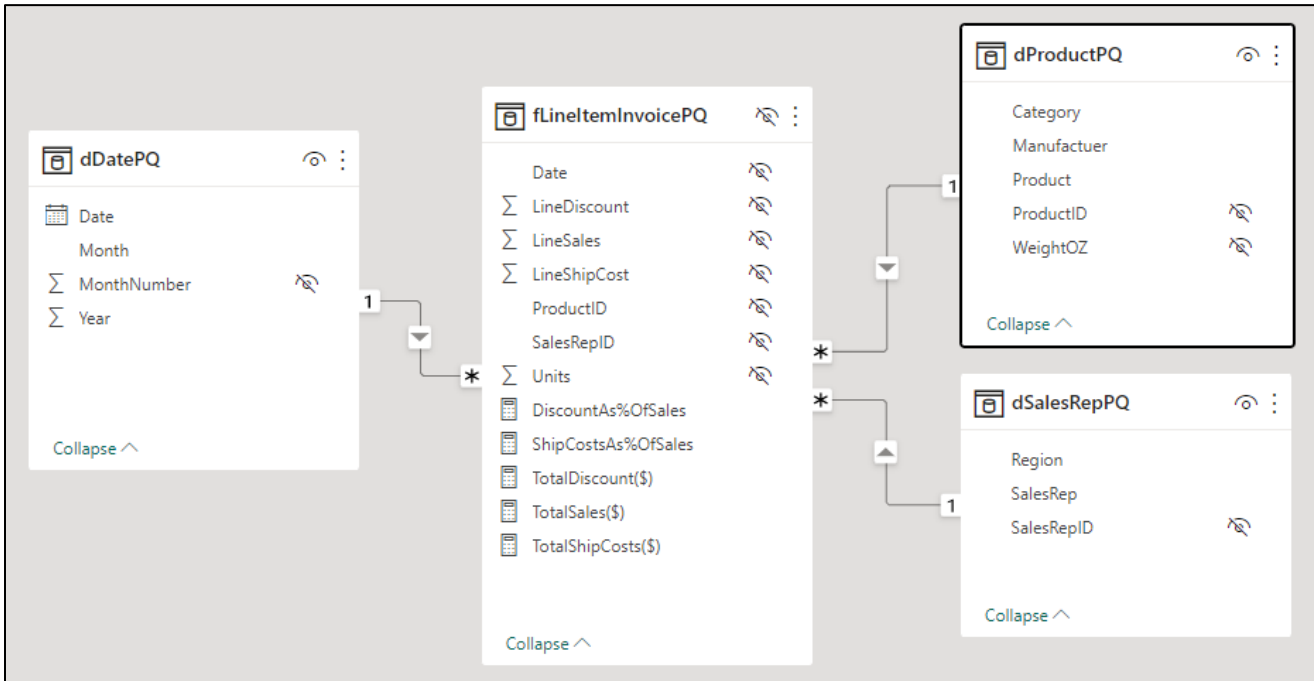 dDatePQ
Date
Month
MonthNumber
Year
Collapse
1
*
fLineItemInvoicePQ
Date
LineDiscount
LineSales
LineShipCost
ProductID
SalesRepID
Units
DiscountAs%OfSales
ShipCostsAs%OfSales
TotalDiscount($)
TotalSales($)
TotalShipCosts($)
Collapse
*
1
*
1
dProductPQ
Category
Manufactuer
Product
ProductID
WeightOZ
Collapse
dSalesRepPQ
Region
SalesRep
SalesRepID
Collapse